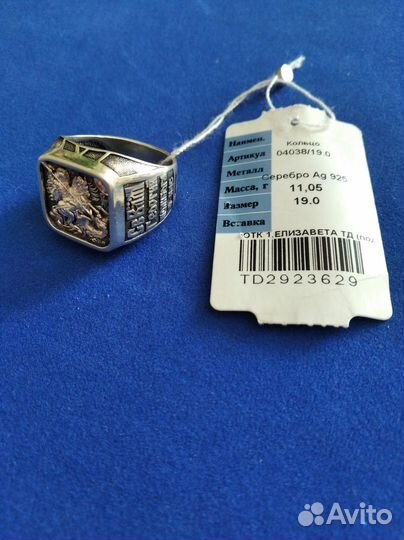 Наимен. Кольцо
Артикул 04038/19.0
Металл Серебро Ag 925
Масса, г 11,05
Размер 19.0
Вставка
ОТК 1, ЕЛИЗАВЕТА ТД
TD2923629
Avito